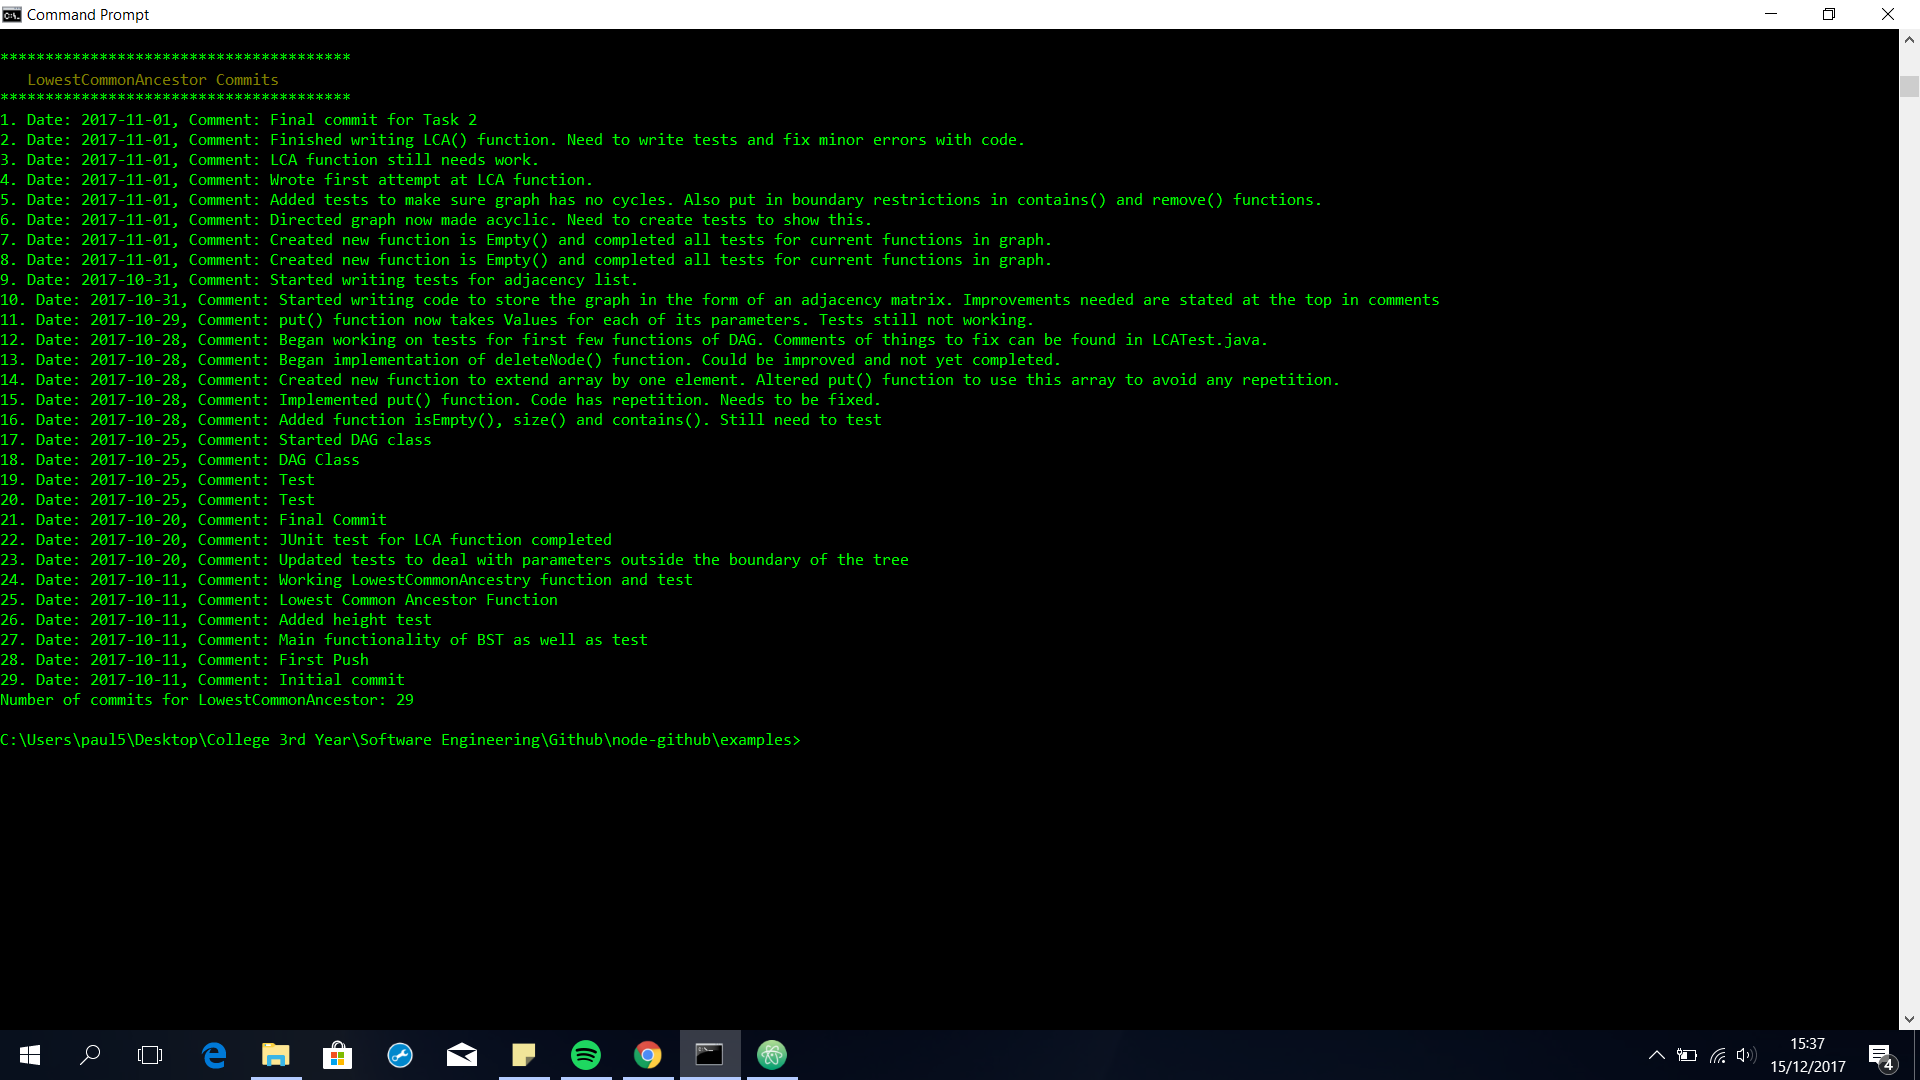 Command Prompt
***************************************
LowestCommonAncestor Commits
***************************************
1. Date: 2017-11-01, Comment: Final commit for Task 2
2. Date: 2017-11-01, Comment: Finished writing LCA() function. Need to write tests and fix minor errors with code.
3. Date: 2017-11-01, Comment: LCA function still needs work.
4. Date: 2017-11-01, Comment: Wrote first attempt at LCA function.
5. Date: 2017-11-01, Comment: Added tests to make sure graph has no cycles. Also put in boundary restrictions in contains() and remove() functions.
6. Date: 2017-11-01, Comment: Directed graph now made acyclic. Need to create tests to show this.
7. Date: 2017-11-01, Comment: Created new function is Empty() and completed all tests for current functions in graph.
8. Date: 2017-11-01, Comment: Created new function is Empty() and completed all tests for current functions in graph.
9. Date: 2017-10-31, Comment: Started writing tests for adjacency list.
10. Date: 2017-10-31, Comment: Started writing code to store the graph in the form of an adjacency matrix. Improvements needed are stated at the top in comments
11. Date: 2017-10-29, Comment: put() function now takes Values for each of its parameters. Tests still not working.
12. Date: 2017-10-28, Comment: Began working on tests for first few functions of DAG. Comments of things to fix can be found in LCATest.java.
13. Date: 2017-10-28, Comment: Began implementation of deleteNode() function. Could be improved and not yet completed.
14. Date: 2017-10-28, Comment: Created new function to extend array by one element. Altered put() function to use this array to avoid any repetition.
15. Date: 2017-10-28, Comment: Implemented put() function. Code has repetition. Needs to be fixed.
16. Date: 2017-10-28, Comment: Added function isEmpty(), size() and contains(). Still need to test
17. Date: 2017-10-25, Comment: Started DAG class
18. Date: 2017-10-25, Comment: DAG Class
19. Date: 2017-10-25, Comment: Test
20. Date: 2017-10-25, Comment: Test
21. Date: 2017-10-20, Comment: Final Commit
22. Date: 2017-10-20, Comment: JUnit test for LCA function completed
23. Date: 2017-10-20, Comment: Updated tests to deal with parameters outside the boundary of the tree
24. Date: 2017-10-11, Comment: Working LowestCommonAncestry function and test
25. Date: 2017-10-11, Comment: Lowest Common Ancestor Function
26. Date: 2017-10-11, Comment: Added height test
27. Date: 2017-10-11, Comment: Main functionality of BST as well as test
28. Date: 2017-10-11, Comment: First Push
29. Date: 2017-10-11, Comment: Initial commit
Number of commits for LowestCommonAncestor: 29
C:\Users\paul5\Desktop\College 3rd Year\Software Engineering\Github\node-github\examples>
15:37
15/12/2017
4